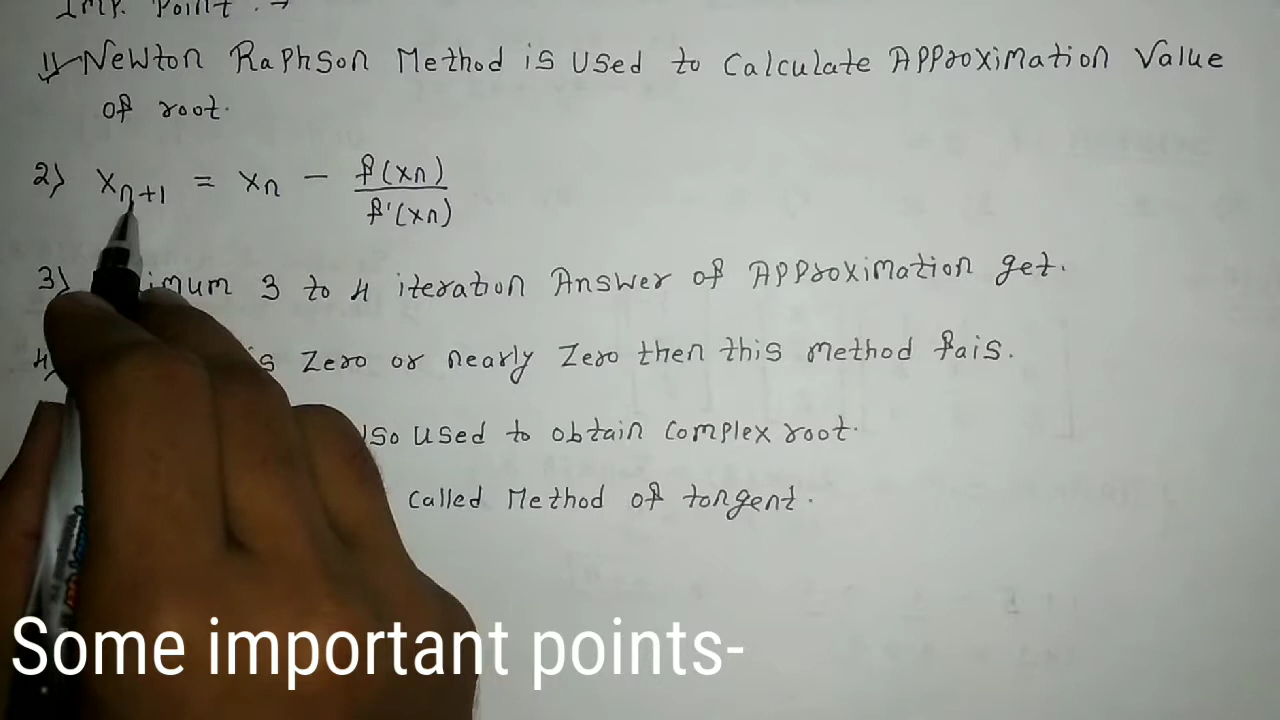 Imp. Point : →
1) Newton Raphson Method is Used to Calculate Approximation Value
of root.
2) xn+1 = xn - f(xn) / f'(xn)
3) imum 3 to 4 iteration Answer of Approximation get.
4) is Zero or nearly Zero then this method fais.
lso used to obtain complex root.
called Method of tangent.
Some important points-